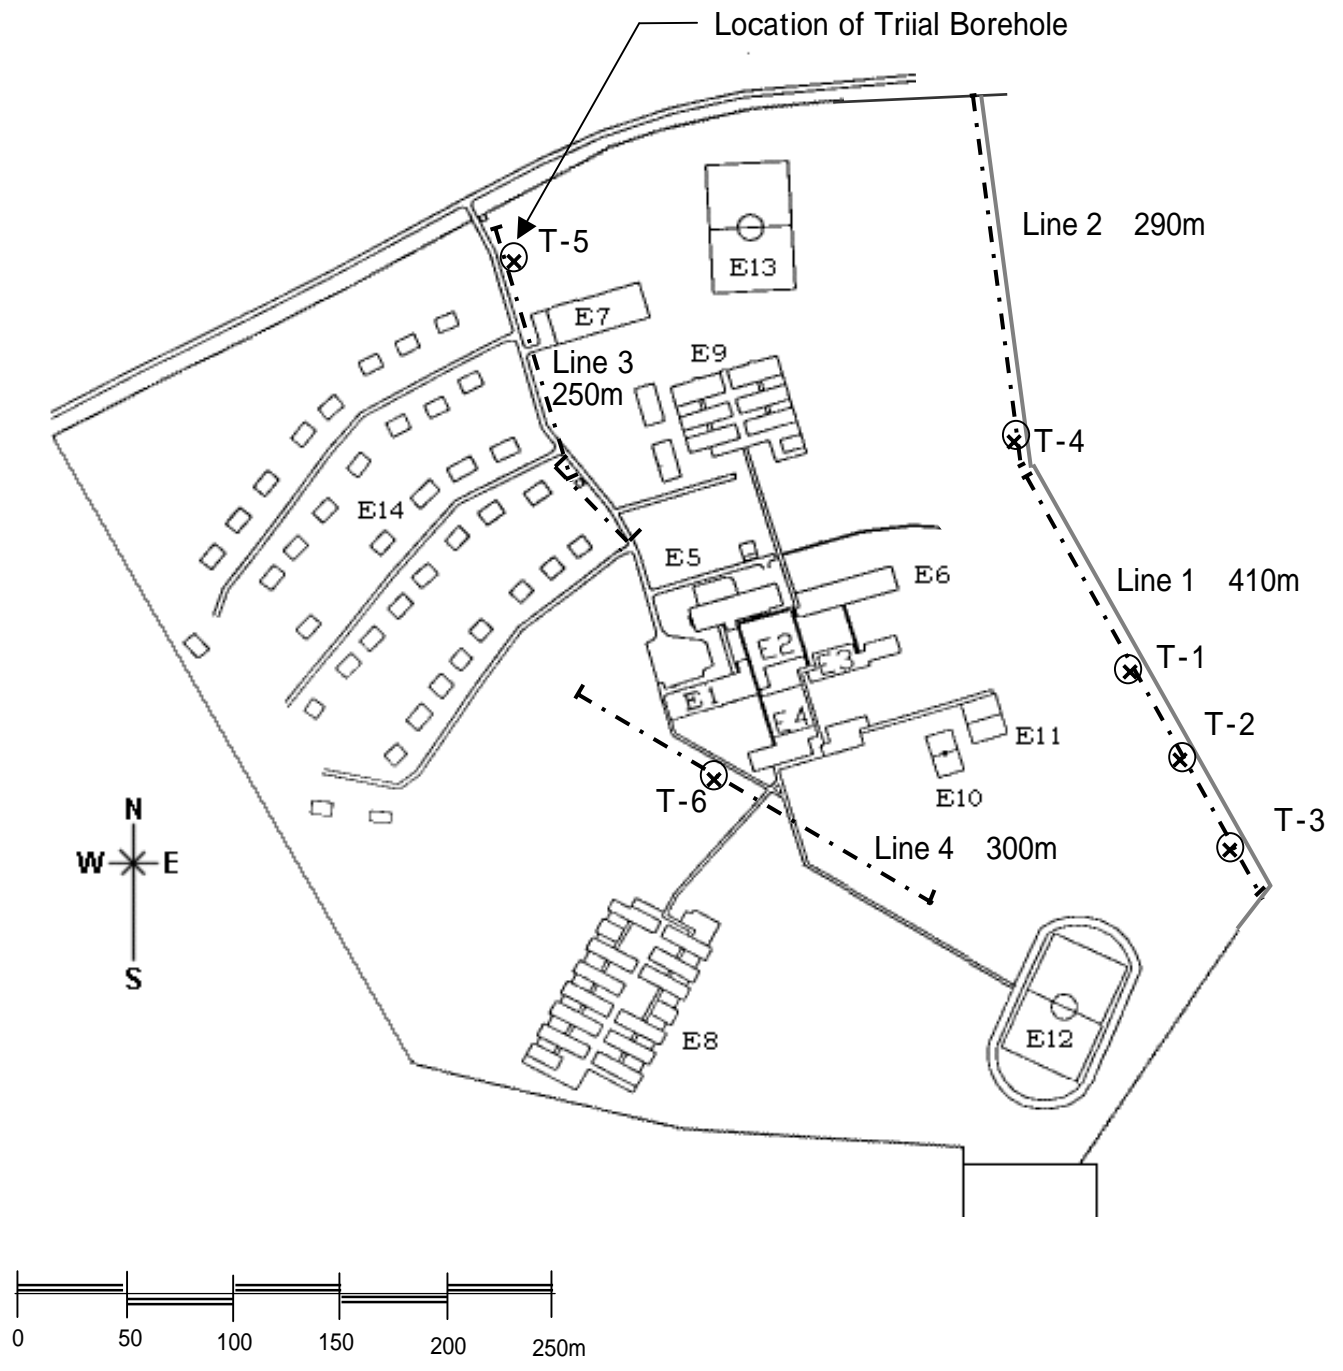 Location of Triial Borehole
Line 2 290m
T-5
E13
E7
Line 3
250m
E9
T-4
E14
E5
E6
Line 1 410m
E2
E3
T-1
E1
E4
T-2
E11
T-6
E10
T-3
N
W E
S
Line 4 300m
E8
E12
0 50 100 150 200 250m